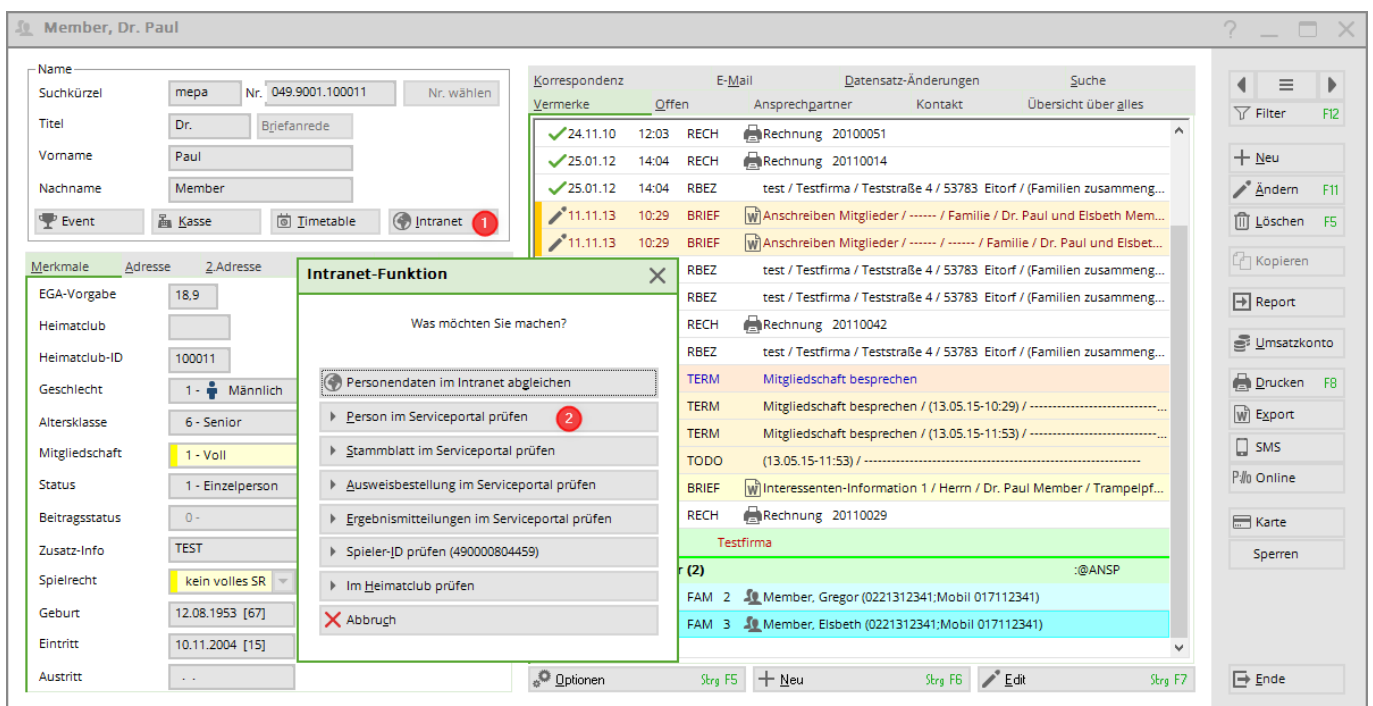 Member, Dr. Paul
?
Name
Suchkürzel mepa Nr. 049.9001.100011 Nr. wählen
Titel Dr. Briefanrede
Vorname Paul
Nachname Member
Event Kasse Timetable Intranet 1
Merkmale Adresse 2.Adresse
EGA-Vorgabe 18,9
Heimatclub
Heimatclub-ID 100011
Geschlecht 1 - Männlich
Altersklasse 6 - Senior
Mitgliedschaft 1 - Voll
Status 1 - Einzelperson
Beitragsstatus 0 -
Zusatz-Info TEST
Spielrecht kein volles SR
Geburt 12.08.1953 [67]
Eintritt 10.11.2004 [15]
Austritt . .
Intranet-Funktion
Was möchten Sie machen?
Personendaten im Intranet abgleichen
Person im Serviceportal prüfen 2
Stammblatt im Serviceportal prüfen
Ausweisbestellung im Serviceportal prüfen
Ergebnismitteilungen im Serviceportal prüfen
Spieler-ID prüfen (490000804459)
Im Heimatclub prüfen
Abbruch
Korrespondenz E-Mail Datensatz-Änderungen Suche
Vermerke Offen Ansprechpartner Kontakt Übersicht über alles
24.11.10 12:03 RECH Rechnung 20100051
25.01.12 14:04 RECH Rechnung 20110014
25.01.12 14:04 RBEZ test / Testfirma / Teststraße 4 / 53783 Eitorf / (Familien zusammeng...
11.11.13 10:29 BRIEF W Anschreiben Mitglieder / ------ / Familie / Dr. Paul und Elsbeth Mem...
11.11.13 10:29 BRIEF W Anschreiben Mitglieder / ------ / ------ / Familie / Dr. Paul und Elsbet...
RBEZ test / Testfirma / Teststraße 4 / 53783 Eitorf / (Familien zusammeng...
RBEZ test / Testfirma / Teststraße 4 / 53783 Eitorf / (Familien zusammeng...
RECH Rechnung 20110042
RBEZ test / Testfirma / Teststraße 4 / 53783 Eitorf / (Familien zusammeng...
TERM Mitgliedschaft besprechen
TERM Mitgliedschaft besprechen / (13.05.15-10:29) / ----------------------------...
TERM Mitgliedschaft besprechen / (13.05.15-11:53) / ----------------------------...
TODO (13.05.15-11:53) / ------------------------------------------------------------
BRIEF W Interessenten-Information 1 / Herrn / Dr. Paul Member / Trampelpf...
RECH Rechnung 20110029
Testfirma
r (2) :@ANSP
FAM 2 Member, Gregor (0221312341;Mobil 017112341)
FAM 3 Member, Elsbeth (0221312341;Mobil 017112341)
Optionen Strg F5 Neu Strg F6 Edit Strg F7
Filter F12
Neu
Ändern F11
Löschen F5
Kopieren
Report
Umsatzkonto
Drucken F8
W Export
SMS
Online
Karte
Sperren
Ende